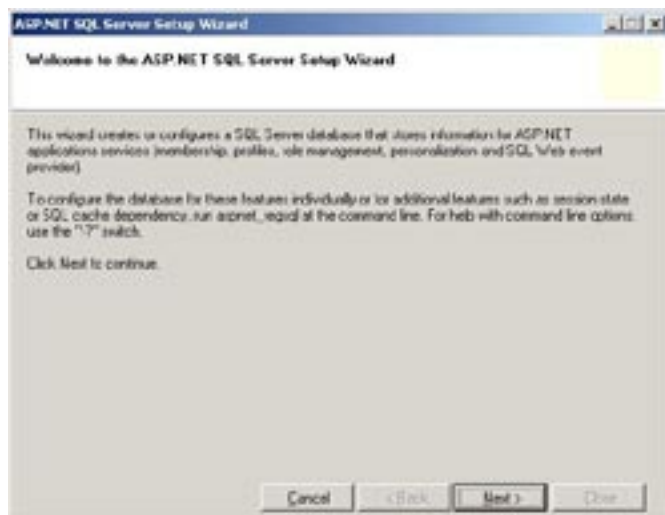 ASP.NET SQL Server Setup Wizard
Welcome to the ASP.NET SQL Server Setup Wizard
This wizard creates or configures a SQL Server database that stores information for ASP.NET
applications services (membership, profiles, role management, personalization and SQL Web event
provider)
To configure the database for these features individually or for additional features such as session state
or SQL cache dependency, run aspnet_regsql at the command line. For help with command line options
use the "-?" switch.
Click Next to continue.
Cancel < Back Next > Close